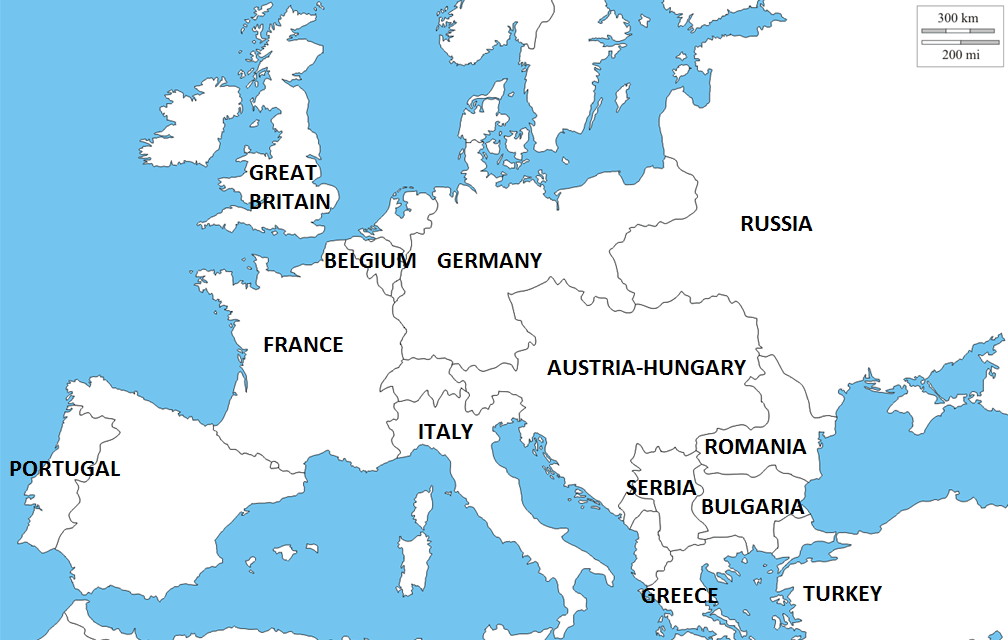 300 km
200 mi
GREAT
BRITAIN
RUSSIA
BELGIUM
GERMANY
FRANCE
AUSTRIA-HUNGARY
ITALY
ROMANIA
PORTUGAL
SERBIA
BULGARIA
GREECE
TURKEY